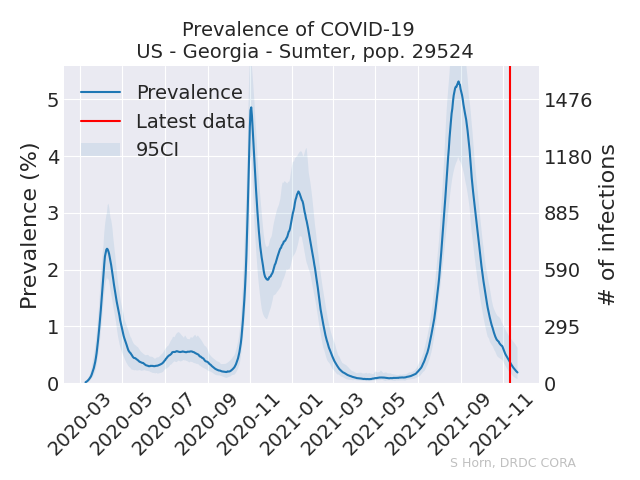 Prevalence of COVID-19
US - Georgia - Sumter, pop. 29524
Prevalence
Latest data
95CI
Prevalence (%)
5
4
3
2
1
0
1476
1180
885
590
295
0
# of infections
2020-03
2020-05
2020-07
2020-09
2020-11
2021-01
2021-03
2021-05
2021-07
2021-09
2021-11
S Horn, DRDC CORA